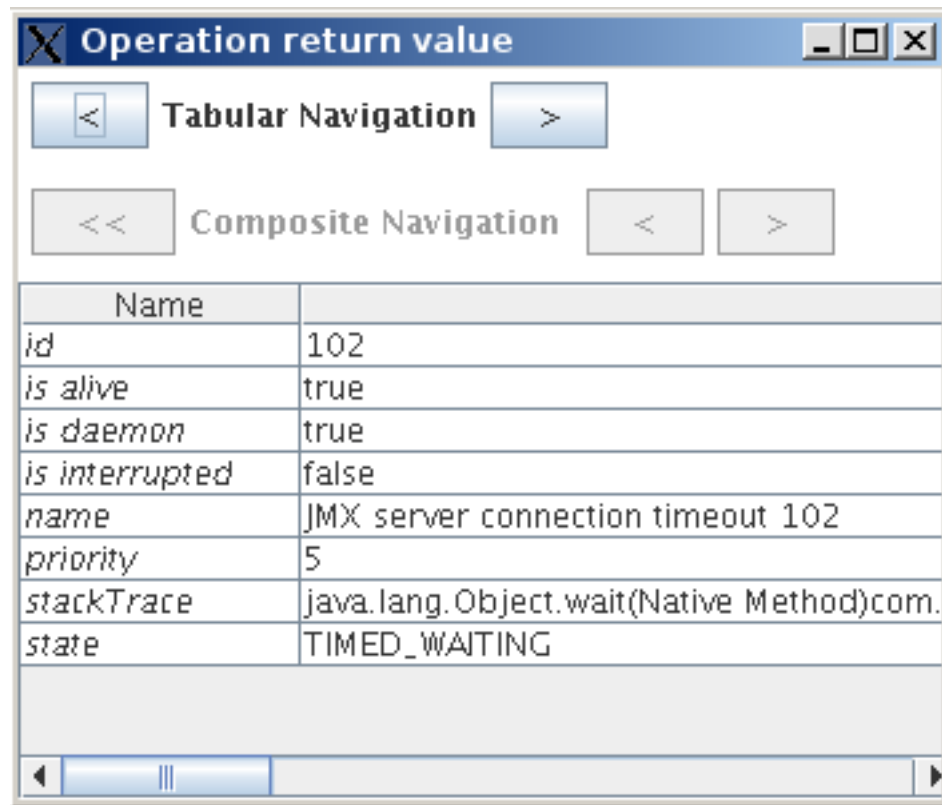 Operation return value
< Tabular Navigation >
<< Composite Navigation < >
Name
id 102
is alive true
is daemon true
is interrupted false
name JMX server connection timeout 102
priority 5
stackTrace java.lang.Object.wait(Native Method)com.
state TIMED_WAITING